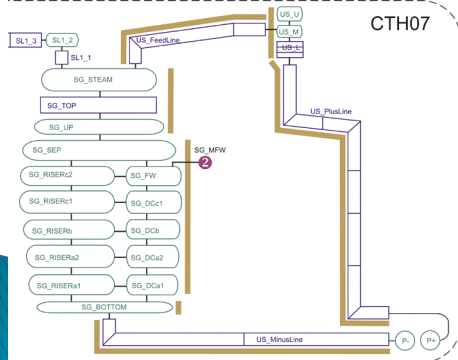 CTH07
US_U
SL1_3
SL1_2
US_FeedLine
US_M
US_L
SL1_1
SG_STEAM
SG_TOP
US_PlusLine
SG_UP
SG_SEP
SG_MFW
2
SG_RISERc2
SG_FW
SG_RISERc1
SG_DCc1
SG_RISERb
SG_DCb
SG_RISERa2
SG_DCa2
SG_RISERa1
SG_DCa1
SG_BOTTOM
US_MinusLine
P-
P+